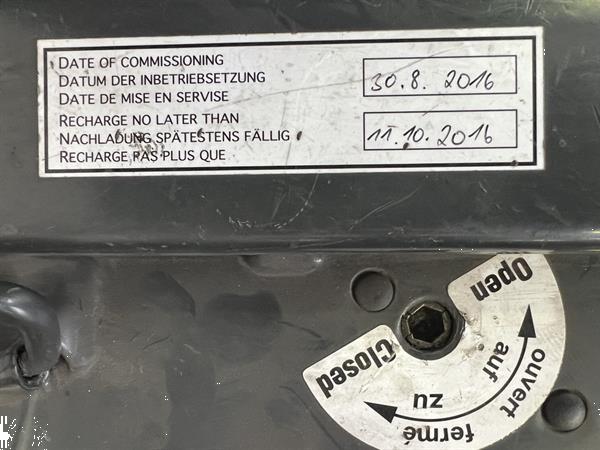 DATE OF COMMISSIONING
DATUM DER INBETRIEBSETZUNG
DATE DE MISE EN SERVISE
30.8. 2016
RECHARGE NO LATER THAN
NACHLADUNG SPÄTESTENS FÄLLIG
RECHARGE PAS PLUS QUE
11.10.2016
Open
Closed
ouvert
auf
zu
fermé